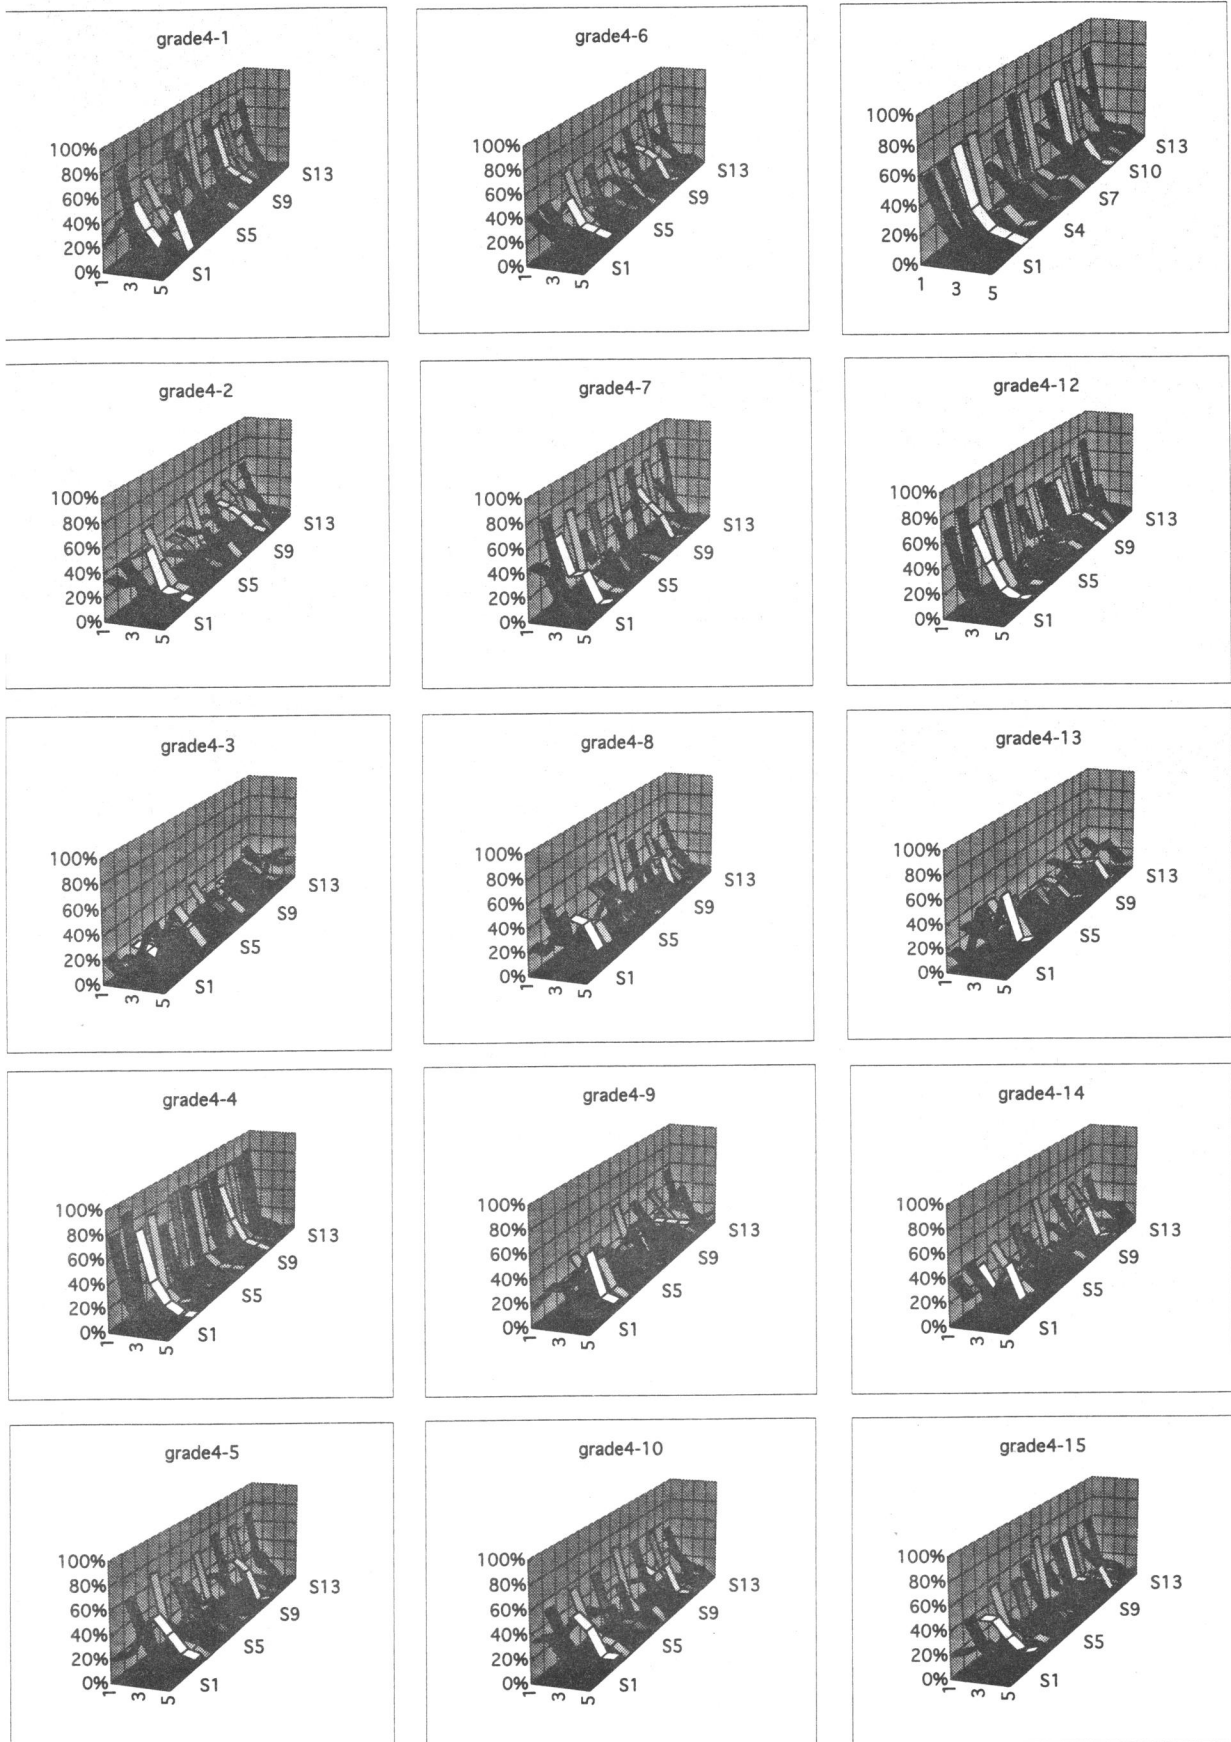 grade4-1
100%
80%
60%
40%
20%
0%
1
3
5
S1
S5
S9
S13
grade4-6
100%
80%
60%
40%
20%
0%
1
3
5
S1
S5
S9
S13
100%
80%
60%
40%
20%
0%
1
3
5
S1
S4
S7
S10
S13
grade4-2
100%
80%
60%
40%
20%
0%
1
3
5
S1
S5
S9
S13
grade4-7
100%
80%
60%
40%
20%
0%
1
3
5
S1
S5
S9
S13
grade4-12
100%
80%
60%
40%
20%
0%
1
3
5
S1
S5
S9
S13
grade4-3
100%
80%
60%
40%
20%
0%
1
3
5
S1
S5
S9
S13
grade4-8
100%
80%
60%
40%
20%
0%
1
3
5
S1
S5
S9
S13
grade4-13
100%
80%
60%
40%
20%
0%
1
3
5
S1
S5
S9
S13
grade4-4
100%
80%
60%
40%
20%
0%
1
3
5
S1
S5
S9
S13
grade4-9
100%
80%
60%
40%
20%
0%
1
3
5
S1
S5
S9
S13
grade4-14
100%
80%
60%
40%
20%
0%
1
3
5
S1
S5
S9
S13
grade4-5
100%
80%
60%
40%
20%
0%
1
3
5
S1
S5
S9
S13
grade4-10
100%
80%
60%
40%
20%
0%
1
3
5
S1
S5
S9
S13
grade4-15
100%
80%
60%
40%
20%
0%
1
3
5
S1
S5
S9
S13